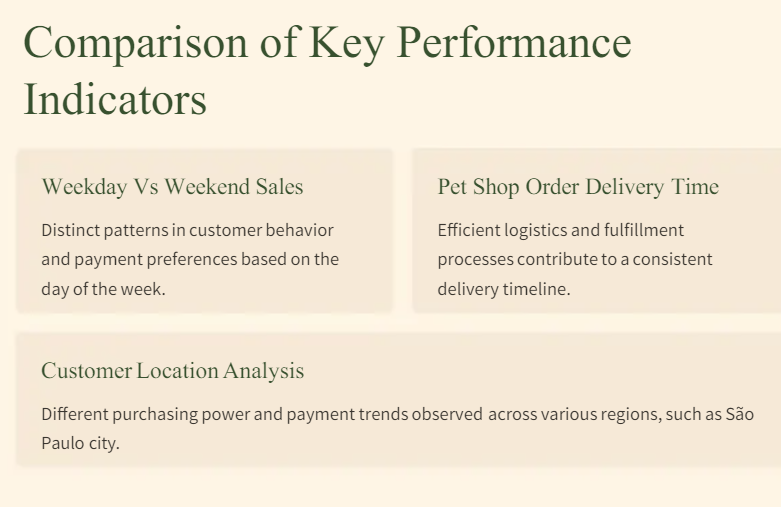 Comparison of Key Performance
Indicators
Weekday Vs Weekend Sales
Distinct patterns in customer behavior
and payment preferences based on the
day of the week.
Pet Shop Order Delivery Time
Efficient logistics and fulfillment
processes contribute to a consistent
delivery timeline.
Customer Location Analysis
Different purchasing power and payment trends observed across various regions, such as São
Paulo city.